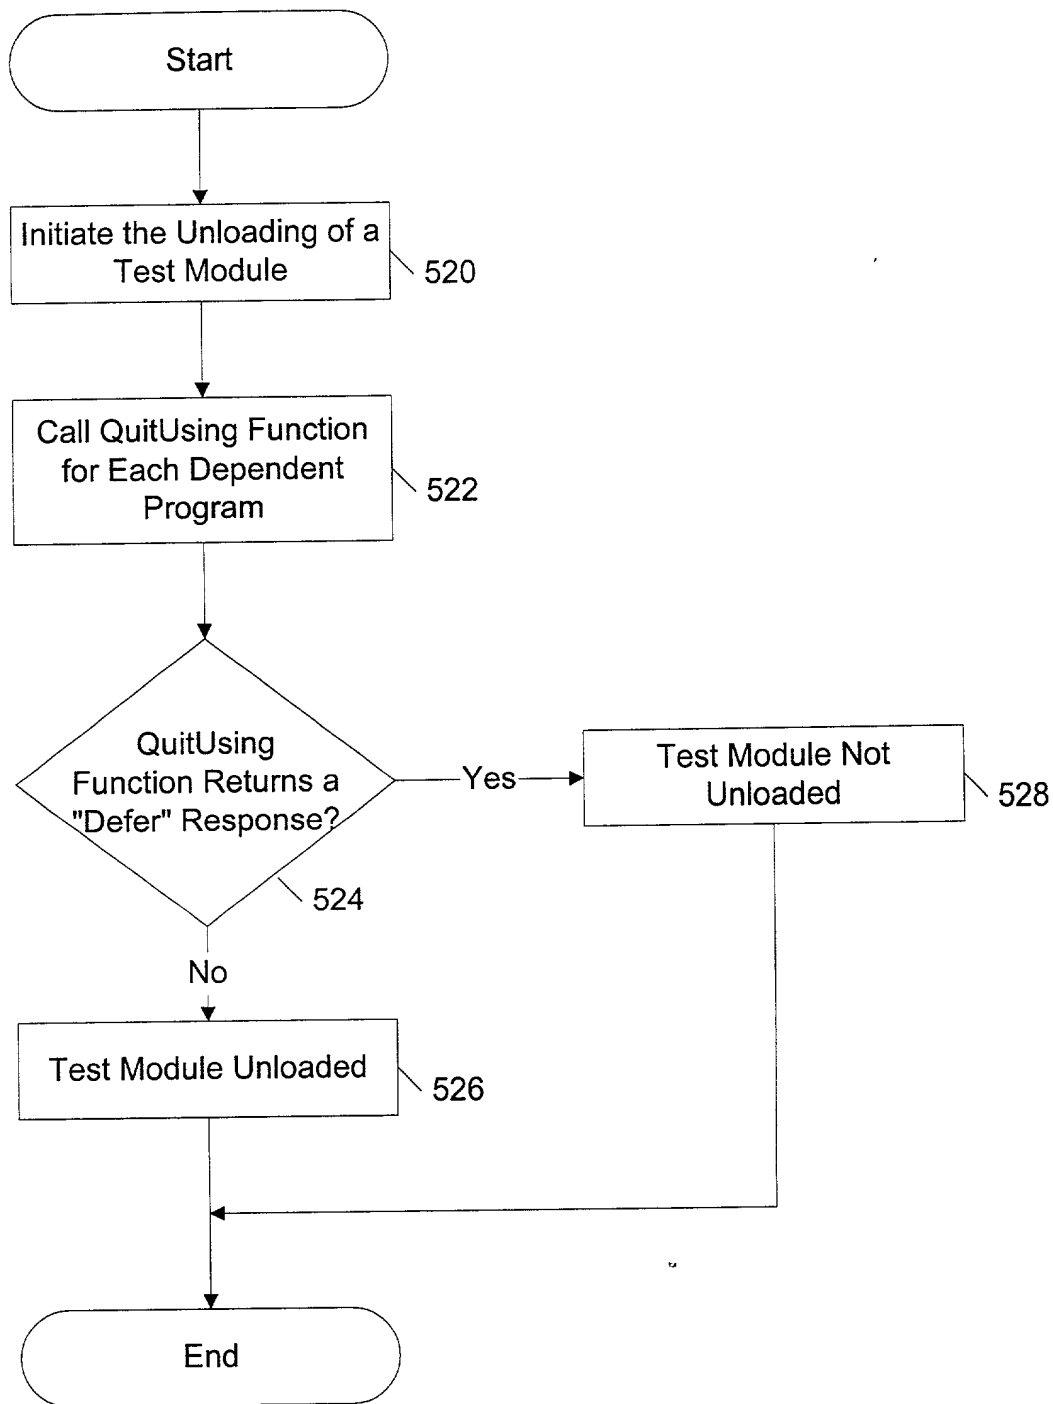 Start
Initiate the Unloading of a
Test Module
520
Call QuitUsing Function
for Each Dependent
Program
522
QuitUsing
Function Returns a
"Defer" Response?
524
Yes
Test Module Not
Unloaded
528
No
Test Module Unloaded
526
End